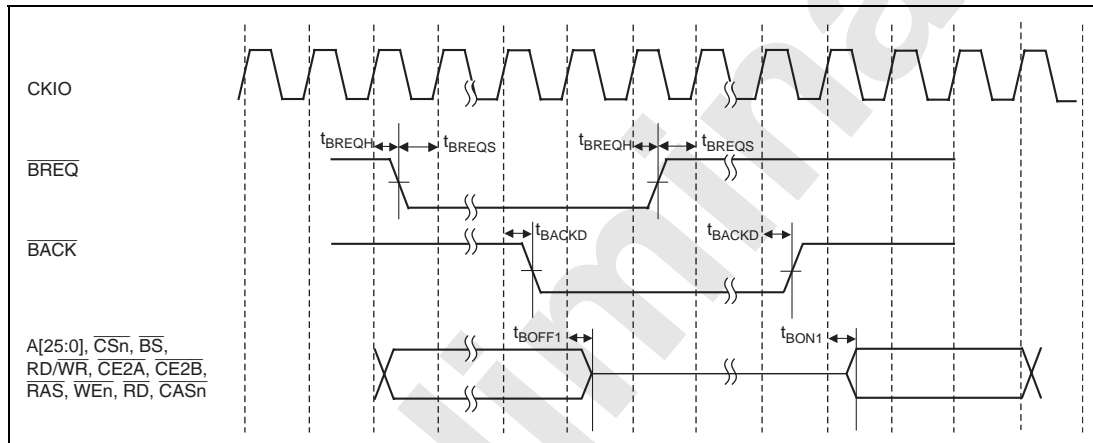 CKIO
tBREQH tBREQS tBREQH tBREQS
BREQ
tBACKD tBACKD
BACK
tBOFF1 tBON1
A[25:0], CSn, BS,
RD/WR, CE2A, CE2B,
RAS, WEn, RD, CASn